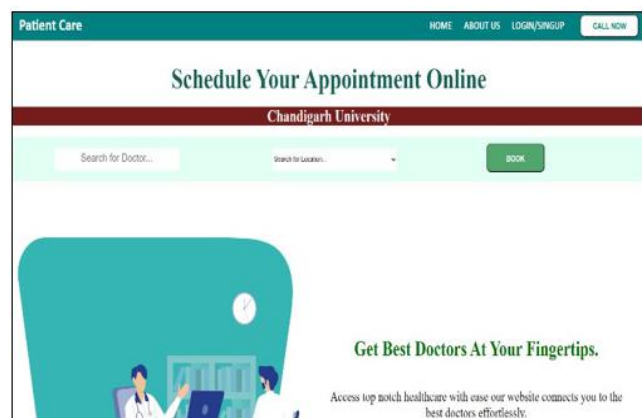 Patient Care
HOME ABOUT US LOGIN/SINGUP CALL NOW
Schedule Your Appointment Online
Chandigarh University
Search for Doctor... Search for Location... BOOK
Get Best Doctors At Your Fingertips.
Access top notch healthcare with ease our website connects you to the
best doctors effortlessly.